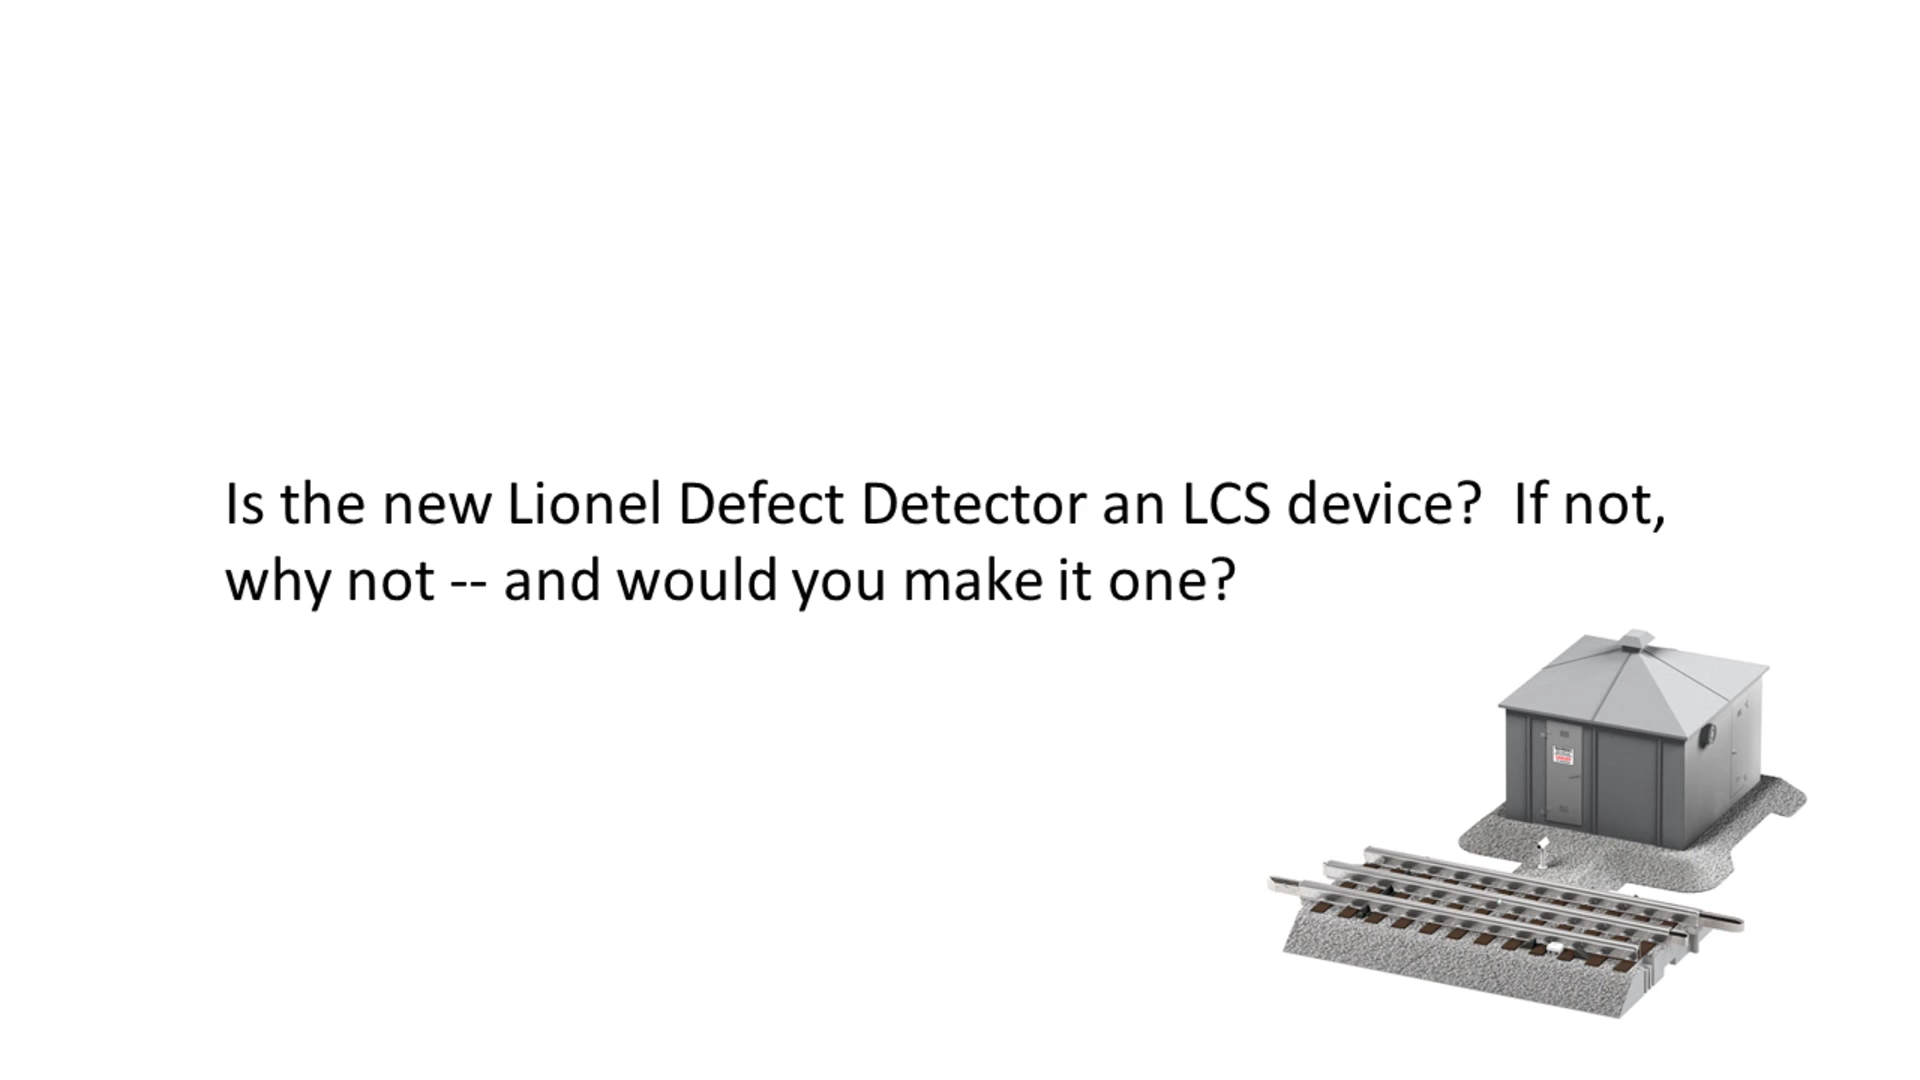 Is the new Lionel Defect Detector an LCS device?  If not,
why not -- and would you make it one?